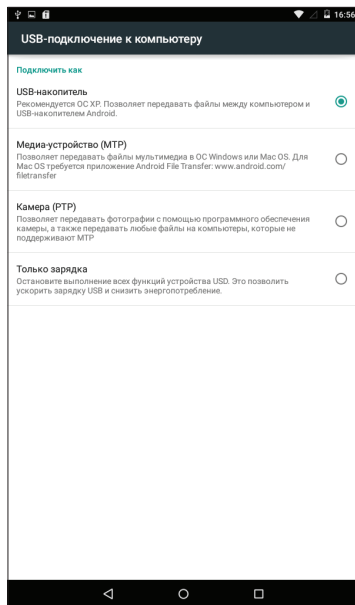 16:56
USB-подключение к компьютеру
Подключить как
USB-накопитель
Рекомендуется ОС XP. Позволяет передавать файлы между компьютером и
USB-накопителем Android.
Медиа-устройство (MTP)
Позволяет передавать файлы мультимедиа в ОС Windows или Mac OS. Для
Mac OS требуется приложение Android File Transfer: www.android.com/
filetransfer
Камера (PTP)
Позволяет передавать фотографии с помощью программного обеспечения
камеры, а также передавать любые файлы на компьютеры, которые не
поддерживают MTP
Только зарядка
Остановите выполнение всех функций устройства USD. Это позволить
ускорить зарядку USB и снизить энергопотребление.